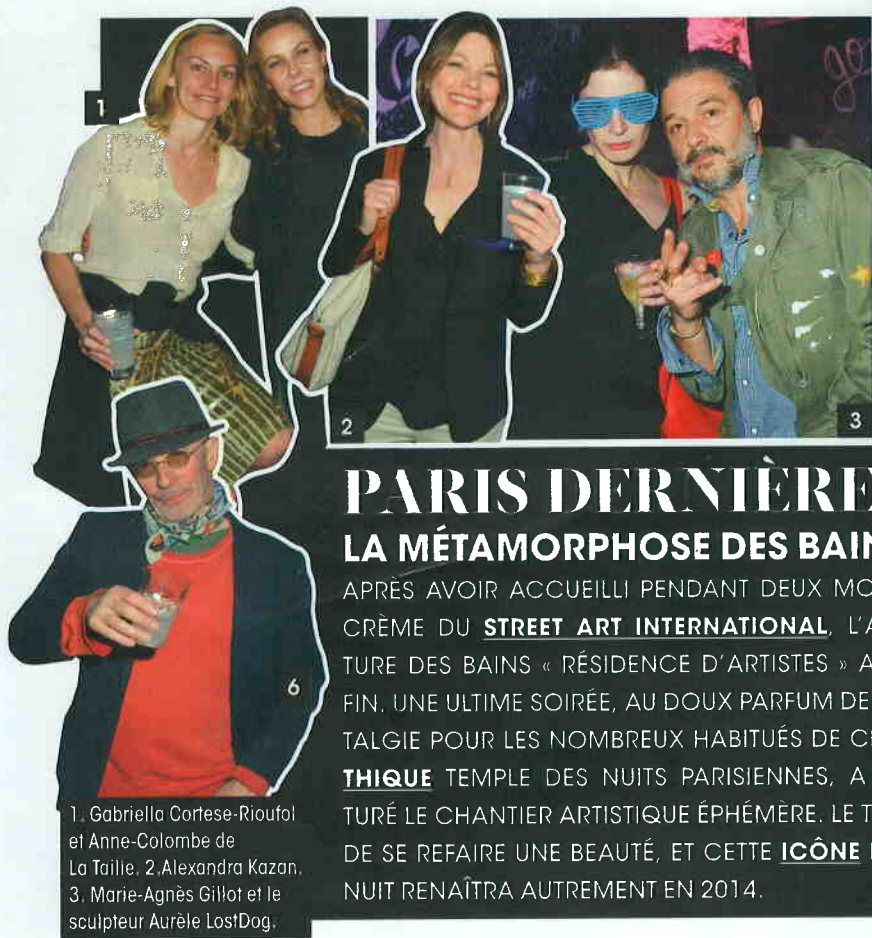 1
2
3
6
PARIS DERNIÈRE
LA MÉTAMORPHOSE DES BAIN
APRÈS AVOIR ACCUEILLI PENDANT DEUX MO
CRÈME DU STREET ART INTERNATIONAL, L'A
TURE DES BAINS « RÉSIDENCE D'ARTISTES » A
FIN. UNE ULTIME SOIRÉE, AU DOUX PARFUM DE
TALGIE POUR LES NOMBREUX HABITUÉS DE C
THIQUE TEMPLE DES NUITS PARISIENNES, A
TURÉ LE CHANTIER ARTISTIQUE ÉPHÉMÈRE. LE T
DE SE REFAIRE UNE BEAUTÉ, ET CETTE ICÔNE
NUIT RENAÎTRA AUTREMENT EN 2014.
1. Gabriella Cortese-Rioufol
et Anne-Colombe de
La Taille. 2.Alexandra Kazan.
3. Marie-Agnès Gillot et le
sculpteur Aurèle LostDog.